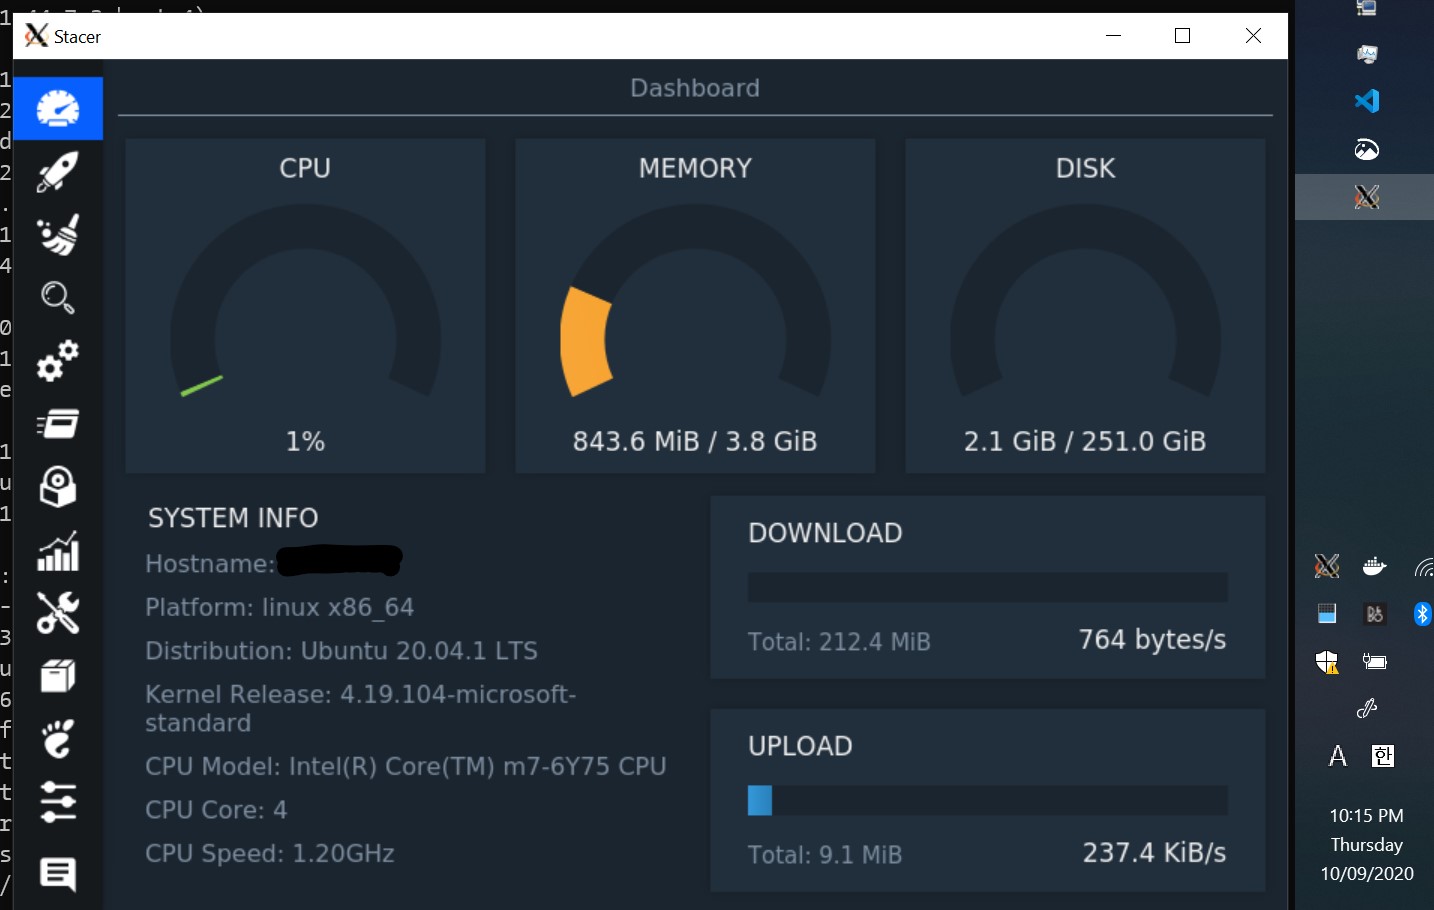 Stacer
Dashboard
CPU
1%
MEMORY
843.6 MiB / 3.8 GiB
DISK
2.1 GiB / 251.0 GiB
SYSTEM INFO
Hostname:
Platform: linux x86_64
Distribution: Ubuntu 20.04.1 LTS
Kernel Release: 4.19.104-microsoft-
standard
CPU Model: Intel(R) Core(TM) m7-6Y75 CPU
CPU Core: 4
CPU Speed: 1.20GHz
DOWNLOAD
Total: 212.4 MiB
764 bytes/s
UPLOAD
Total: 9.1 MiB
237.4 KiB/s
A 한
10:15 PM
Thursday
10/09/2020